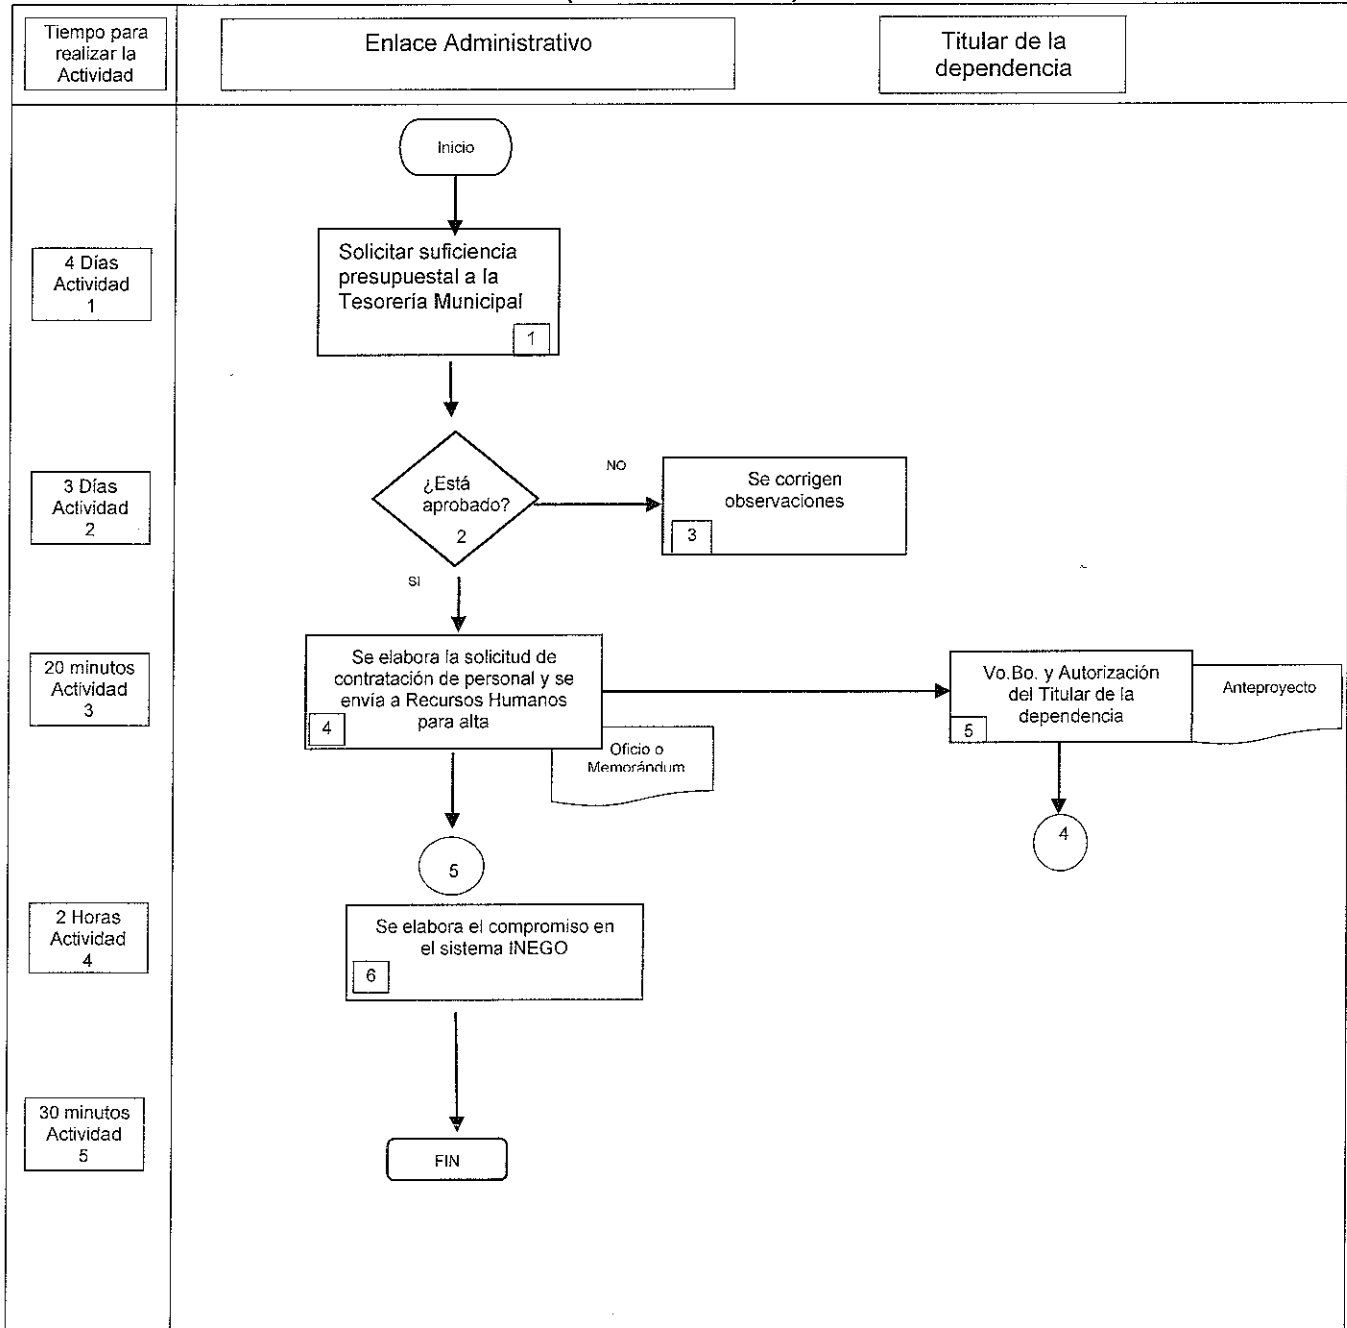 Tiempo para
realizar la
Actividad
Enlace Administrativo
Titular de la
dependencia
Inicio
4 Días
Actividad
1
Solicitar suficiencia
presupuestal a la
Tesorería Municipal
1
3 Días
Actividad
2
¿Está
aprobado?
2
NO
Se corrigen
observaciones
3
SI
20 minutos
Actividad
3
Se elabora la solicitud de
contratación de personal y se
envía a Recursos Humanos
para alta
4
Oficio o
Memorándum
Vo.Bo. y Autorización
del Titular de la
dependencia
5
Anteproyecto
4
5
2 Horas
Actividad
4
Se elabora el compromiso en
el sistema INEGO
6
30 minutos
Actividad
5
FIN